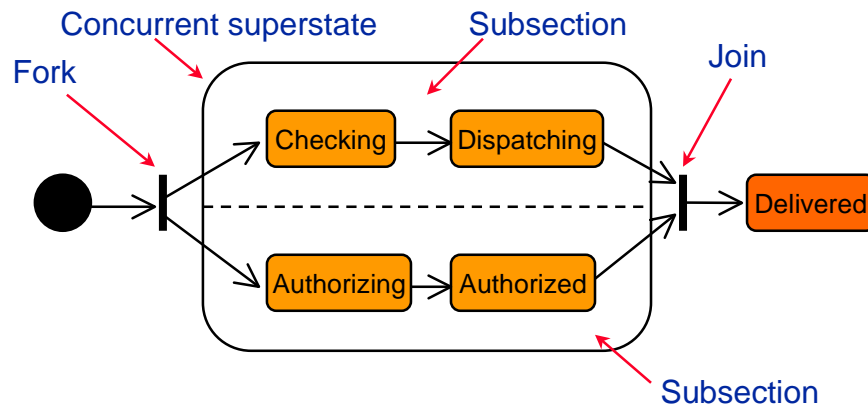 Concurrent superstate
Subsection
Fork
Join
Checking
Dispatching
Delivered
Authorizing
Authorized
Subsection